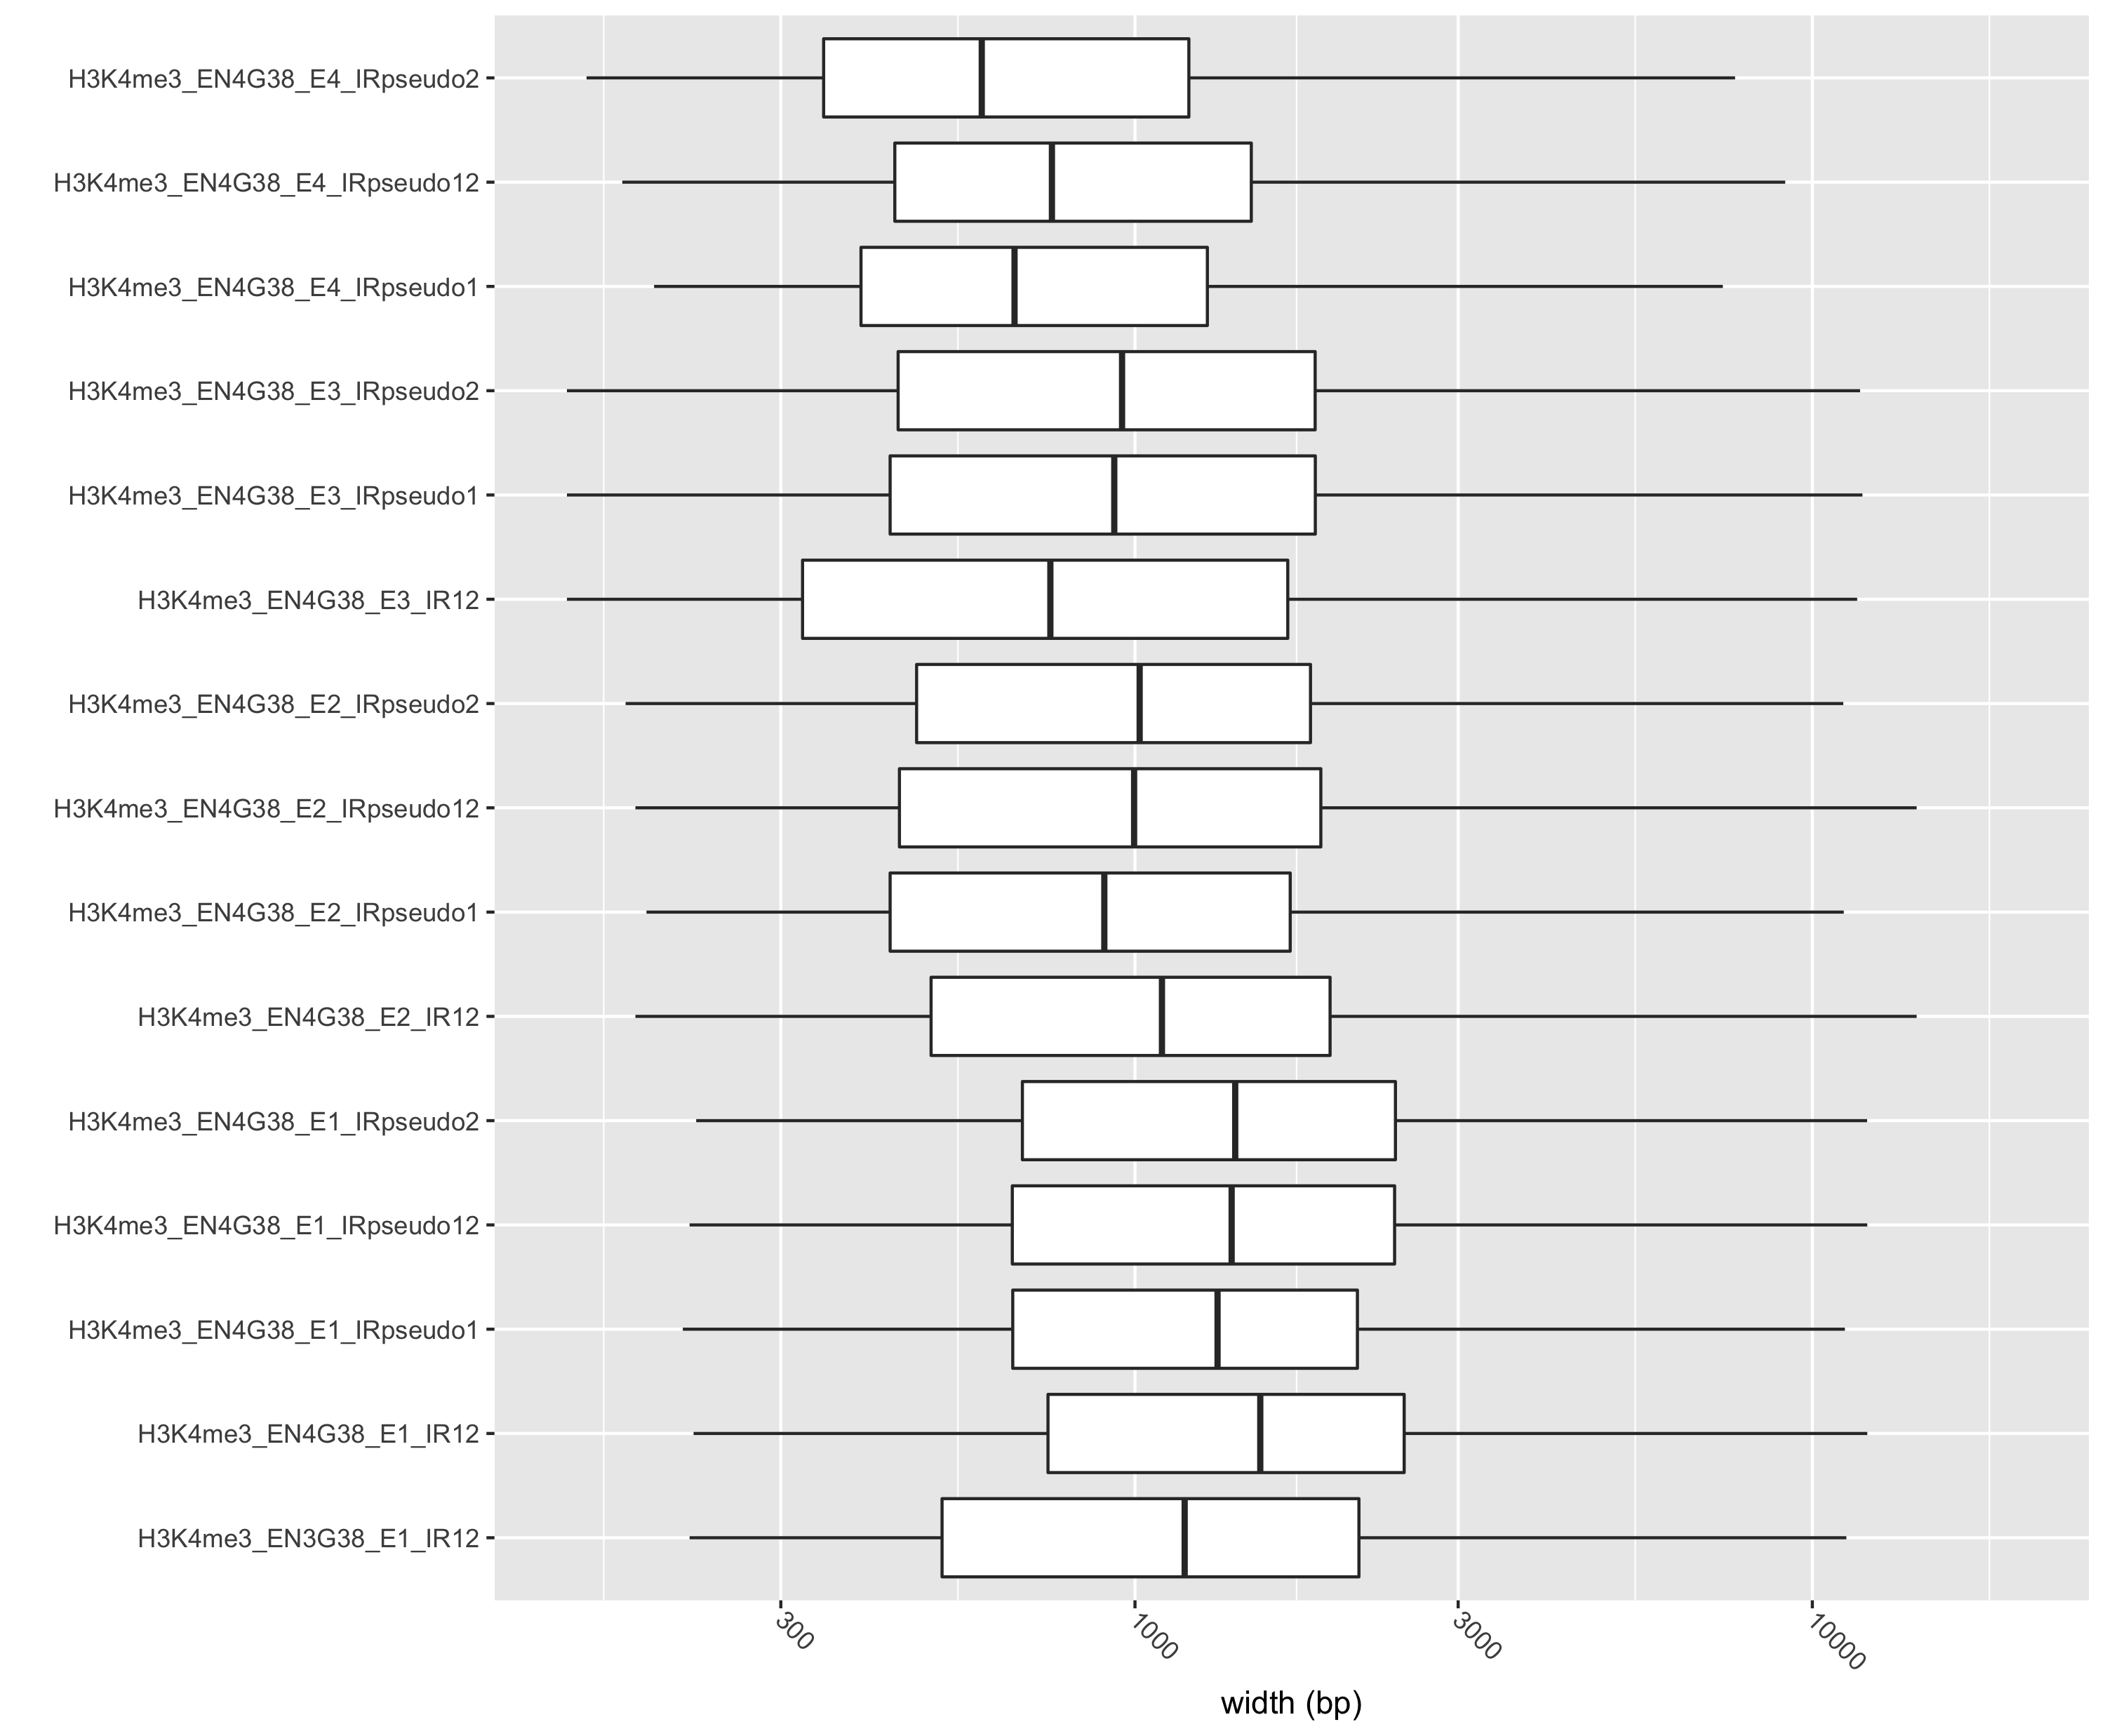 H3K4me3_EN4G38_E4_IRpseudo2
H3K4me3_EN4G38_E4_IRpseudo12
H3K4me3_EN4G38_E4_IRpseudo1
H3K4me3_EN4G38_E3_IRpseudo2
H3K4me3_EN4G38_E3_IRpseudo1
H3K4me3_EN4G38_E3_IR12
H3K4me3_EN4G38_E2_IRpseudo2
H3K4me3_EN4G38_E2_IRpseudo12
H3K4me3_EN4G38_E2_IRpseudo1
H3K4me3_EN4G38_E2_IR12
H3K4me3_EN4G38_E1_IRpseudo2
H3K4me3_EN4G38_E1_IRpseudo12
H3K4me3_EN4G38_E1_IRpseudo1
H3K4me3_EN4G38_E1_IR12
H3K4me3_EN3G38_E1_IR12
300 1000 3000 10000
width (bp)